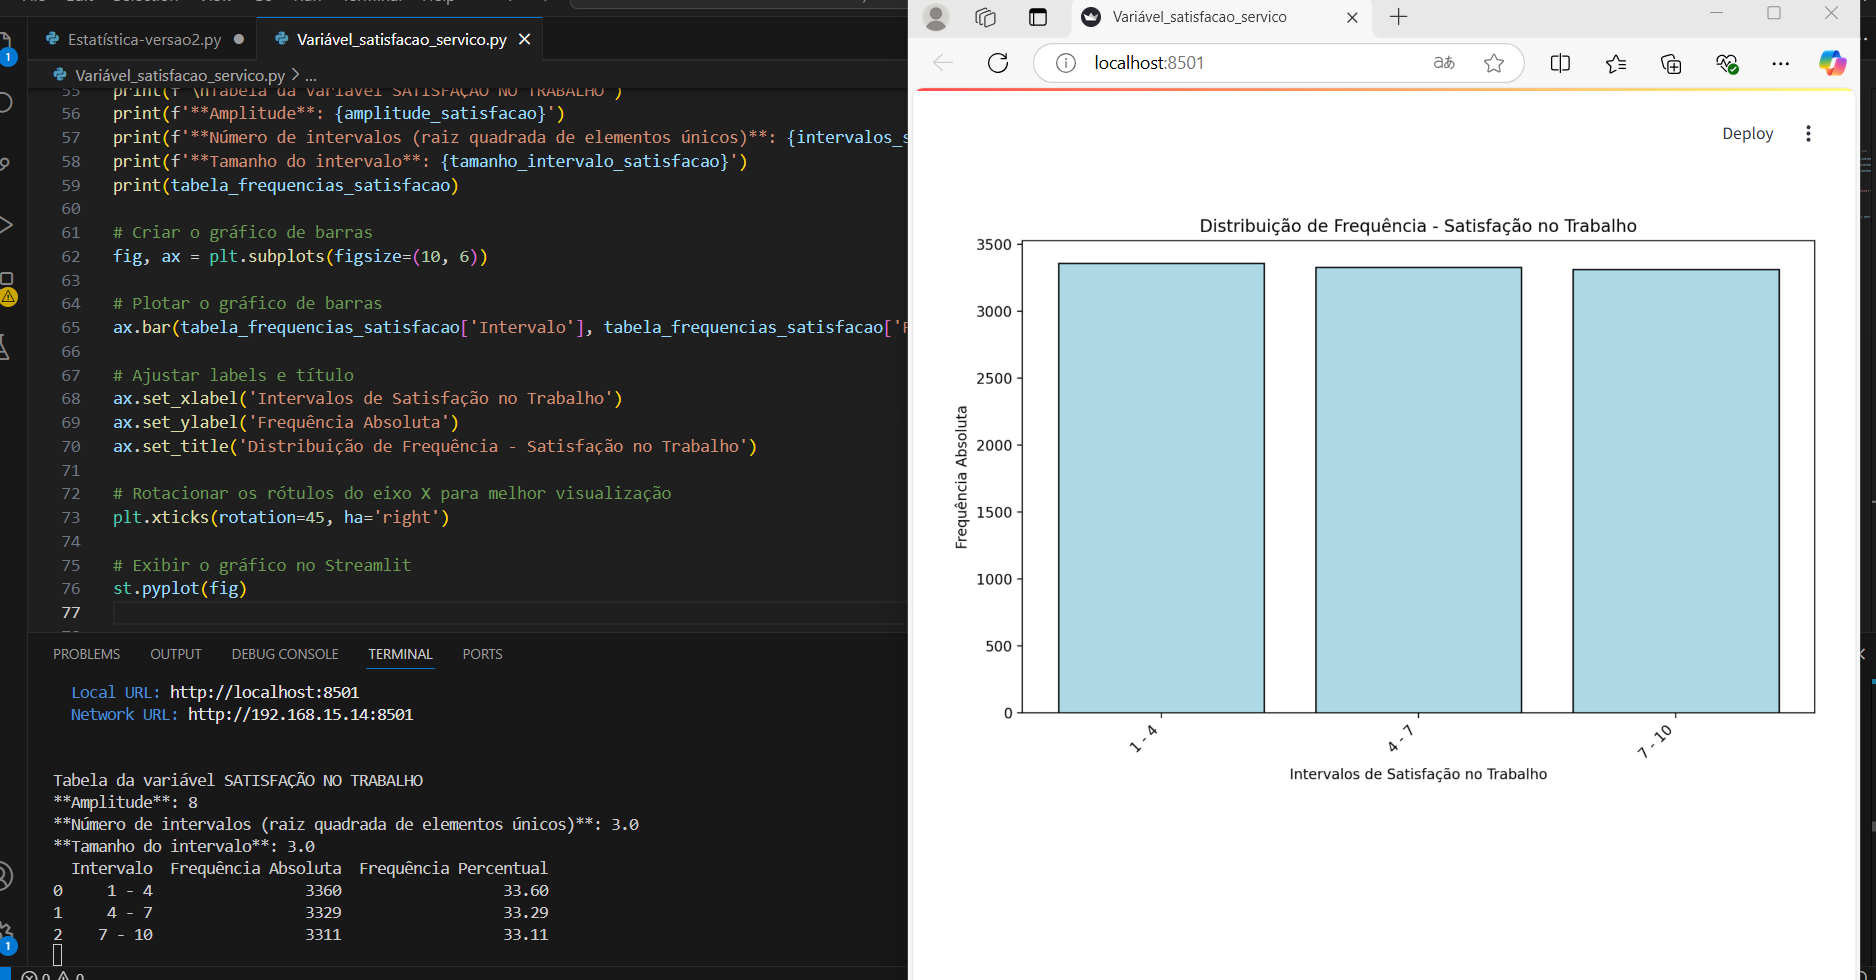 Estatística-versao2.py
Variável_satisfacao_servico.py
Variável_satisfacao_servico.py > ...
55 print(f'\nTabela da variável SATISFAÇÃO NO TRABALHO')
56 print(f'**Amplitude**: {amplitude_satisfacao}')
57 print(f'**Número de intervalos (raiz quadrada de elementos únicos)**: {intervalos_s
58 print(f'**Tamanho do intervalo**: {tamanho_intervalo_satisfacao}')
59 print(tabela_frequencias_satisfacao)
60
61 # Criar o gráfico de barras
62 fig, ax = plt.subplots(figsize=(10, 6))
63
64 # Plotar o gráfico de barras
65 ax.bar(tabela_frequencias_satisfacao['Intervalo'], tabela_frequencias_satisfacao['F
66
67 # Ajustar labels e título
68 ax.set_xlabel('Intervalos de Satisfação no Trabalho')
69 ax.set_ylabel('Frequência Absoluta')
70 ax.set_title('Distribuição de Frequência - Satisfação no Trabalho')
71
72 # Rotacionar os rótulos do eixo X para melhor visualização
73 plt.xticks(rotation=45, ha='right')
74
75 # Exibir o gráfico no Streamlit
76 st.pyplot(fig)
77
PROBLEMS OUTPUT DEBUG CONSOLE TERMINAL PORTS
Local URL: http://localhost:8501
Network URL: http://192.168.15.14:8501
Tabela da variável SATISFAÇÃO NO TRABALHO
**Amplitude**: 8
**Número de intervalos (raiz quadrada de elementos únicos)**: 3.0
**Tamanho do intervalo**: 3.0
Intervalo Frequência Absoluta Frequência Percentual
0 1 - 4 3360 33.60
1 4 - 7 3329 33.29
2 7 - 10 3311 33.11
1
1
0 0
Variável_satisfacao_servico
localhost:8501
aあ
Deploy
Distribuição de Frequência - Satisfação no Trabalho
3500
3000
2500
2000
1500
1000
500
0
Frequência Absoluta
1 - 4
4 - 7
7 - 10
Intervalos de Satisfação no Trabalho